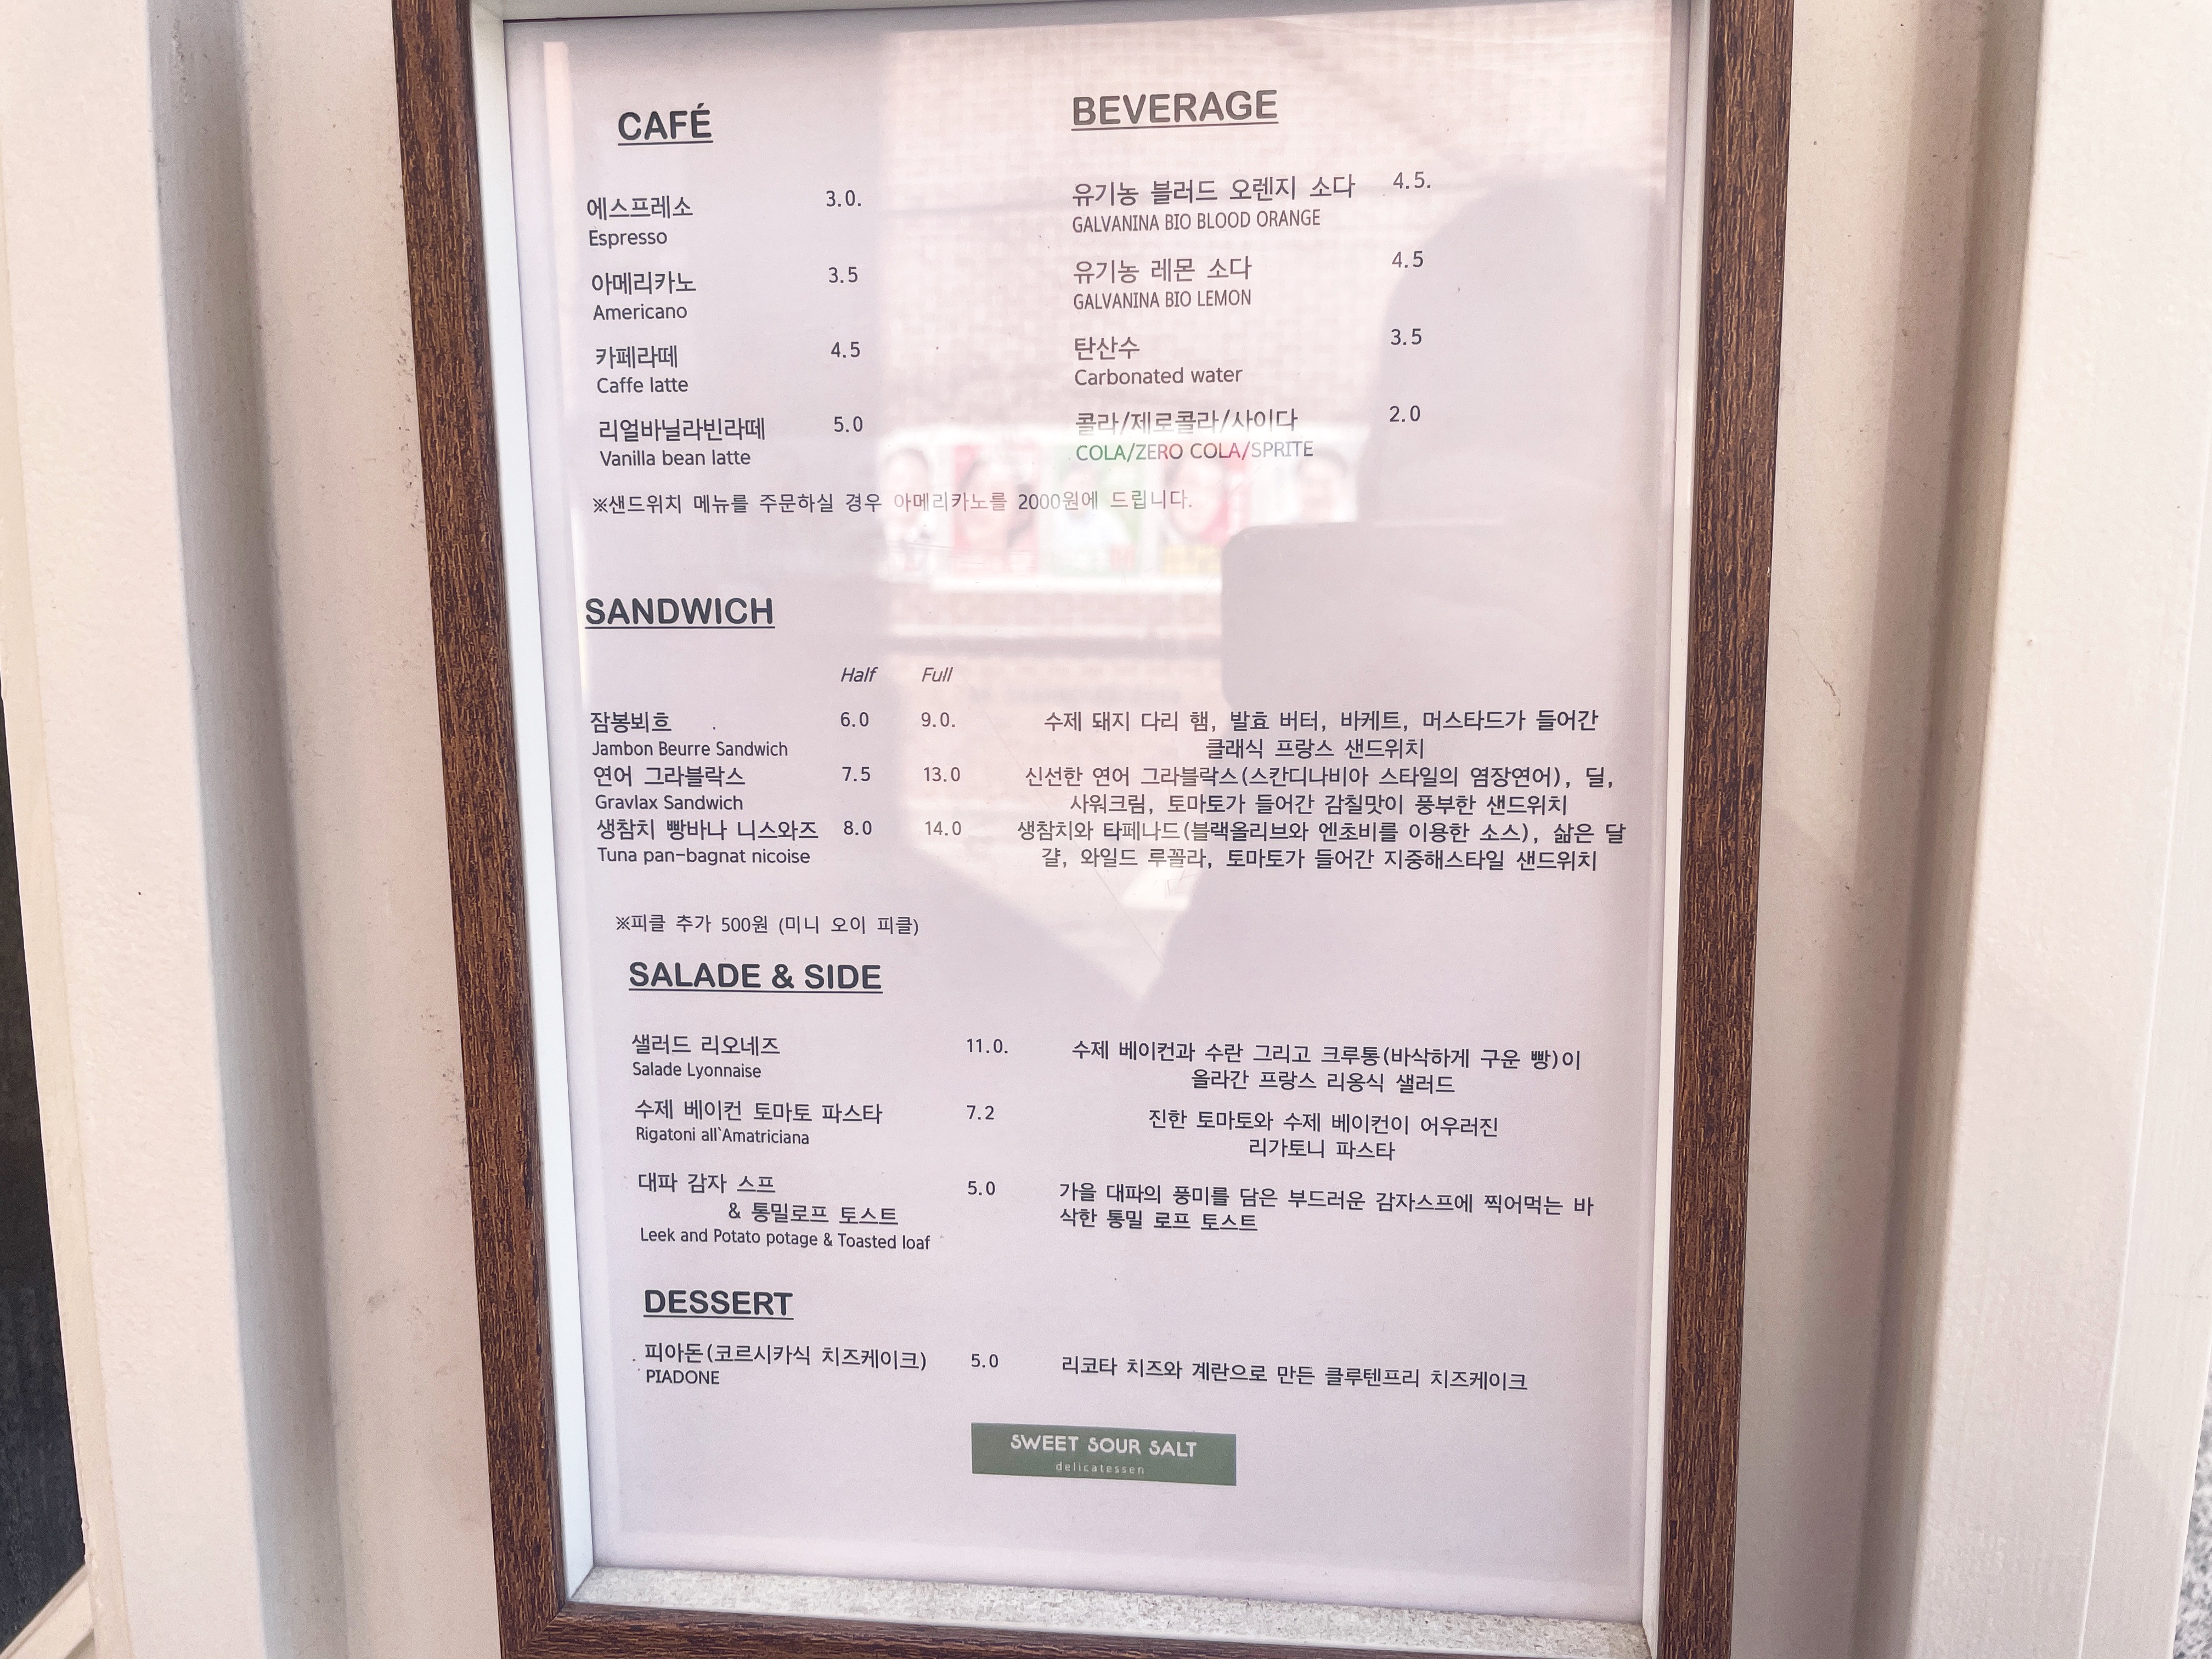 CAFÉ
에스프레소 3.0.
Espresso
아메리카노 3.5
Americano
카페라떼 4.5
Caffe latte
리얼바닐라빈라떼 5.0
Vanilla bean latte
※샌드위치 메뉴를 주문하실 경우 아메리카노를 2000원에 드립니다.
BEVERAGE
유기농 블러드 오렌지 소다 4.5.
GALVANINA BIO BLOOD ORANGE
유기농 레몬 소다 4.5
GALVANINA BIO LEMON
탄산수 3.5
Carbonated water
콜라/제로콜라/사이다 2.0
COLA/ZERO COLA/SPRITE
SANDWICH
Half Full
잠봉뵈흐 6.0 9.0. 수제 돼지 다리 햄, 발효 버터, 바케트, 머스타드가 들어간
Jambon Beurre Sandwich 클래식 프랑스 샌드위치
연어 그라블락스 7.5 13.0 신선한 연어 그라블락스(스칸디나비아 스타일의 염장연어), 딜,
Gravlax Sandwich 사워크림, 토마토가 들어간 감칠맛이 풍부한 샌드위치
생참치 빵바나 니스와즈 8.0 14.0 생참치와 타페나드(블랙올리브와 엔초비를 이용한 소스), 삶은 달
Tuna pan-bagnat nicoise 걀, 와일드 루꼴라, 토마토가 들어간 지중해스타일 샌드위치
※피클 추가 500원 (미니 오이 피클)
SALADE & SIDE
샐러드 리오네즈 11.0. 수제 베이컨과 수란 그리고 크루통(바삭하게 구운 빵)이
Salade Lyonnaise 올라간 프랑스 리옹식 샐러드
수제 베이컨 토마토 파스타 7.2 진한 토마토와 수제 베이컨이 어우러진
Rigatoni all`Amatriciana 리가토니 파스타
대파 감자 스프 5.0 가을 대파의 풍미를 담은 부드러운 감자스프에 찍어먹는 바
& 통밀로프 토스트 삭한 통밀 로프 토스트
Leek and Potato potage & Toasted loaf
DESSERT
피아돈(코르시카식 치즈케이크) 5.0 리코타 치즈와 계란으로 만든 클루텐프리 치즈케이크
PIADONE
SWEET SOUR SALT
delicatessen